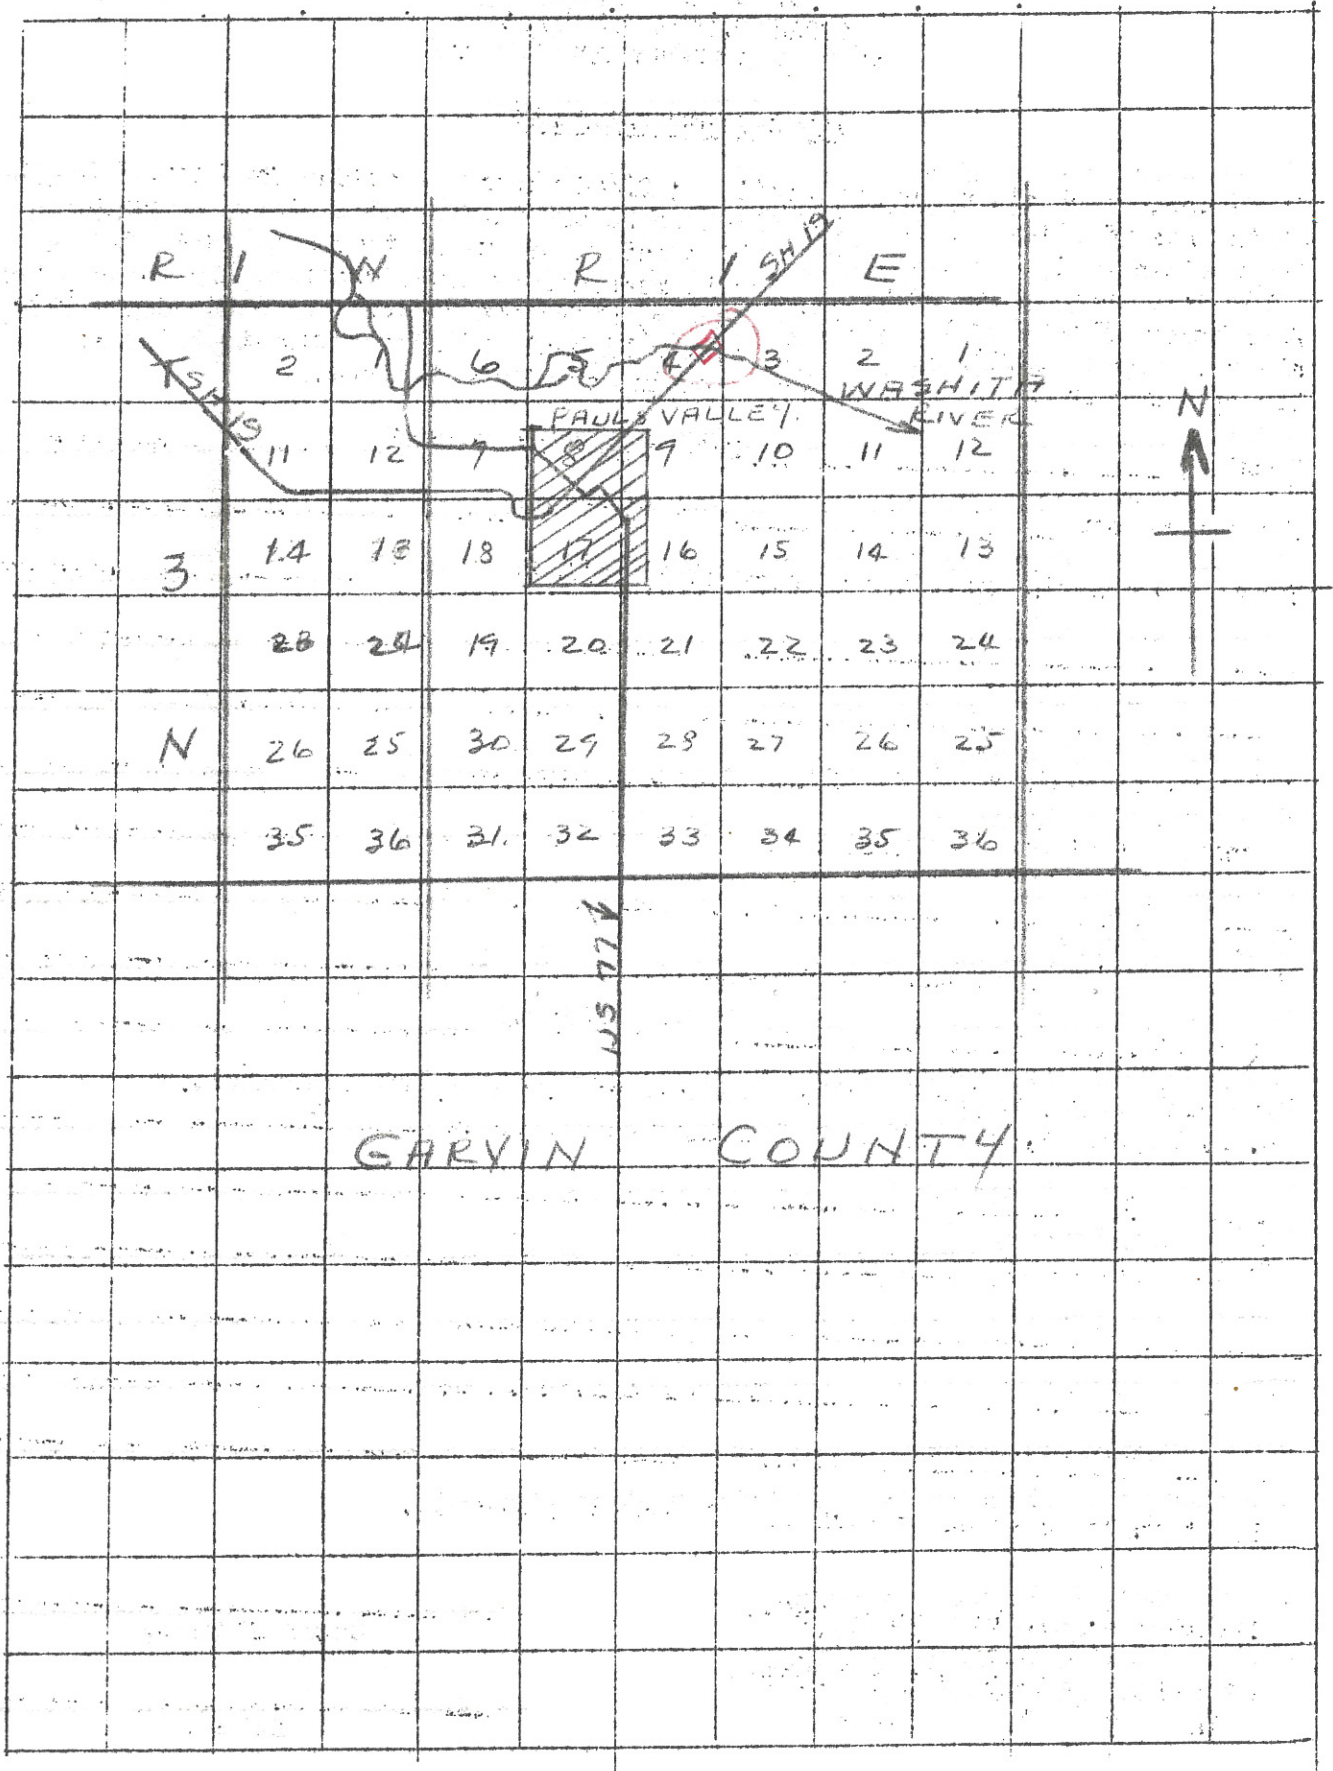 SH 19
R 1 W R 1 E
2 1 6 5 4 3 2 1
SH 19
WASHITA
RIVER
PAULS VALLEY
N
11 12 7 8 9 10 11 12
3
14 13 18 17 16 15 14 13
23 24 19 20 21 22 23 24
N
26 25 30 29 28 27 26 25
35 36 31 32 33 34 35 36
US 77
GARVIN COUNTY